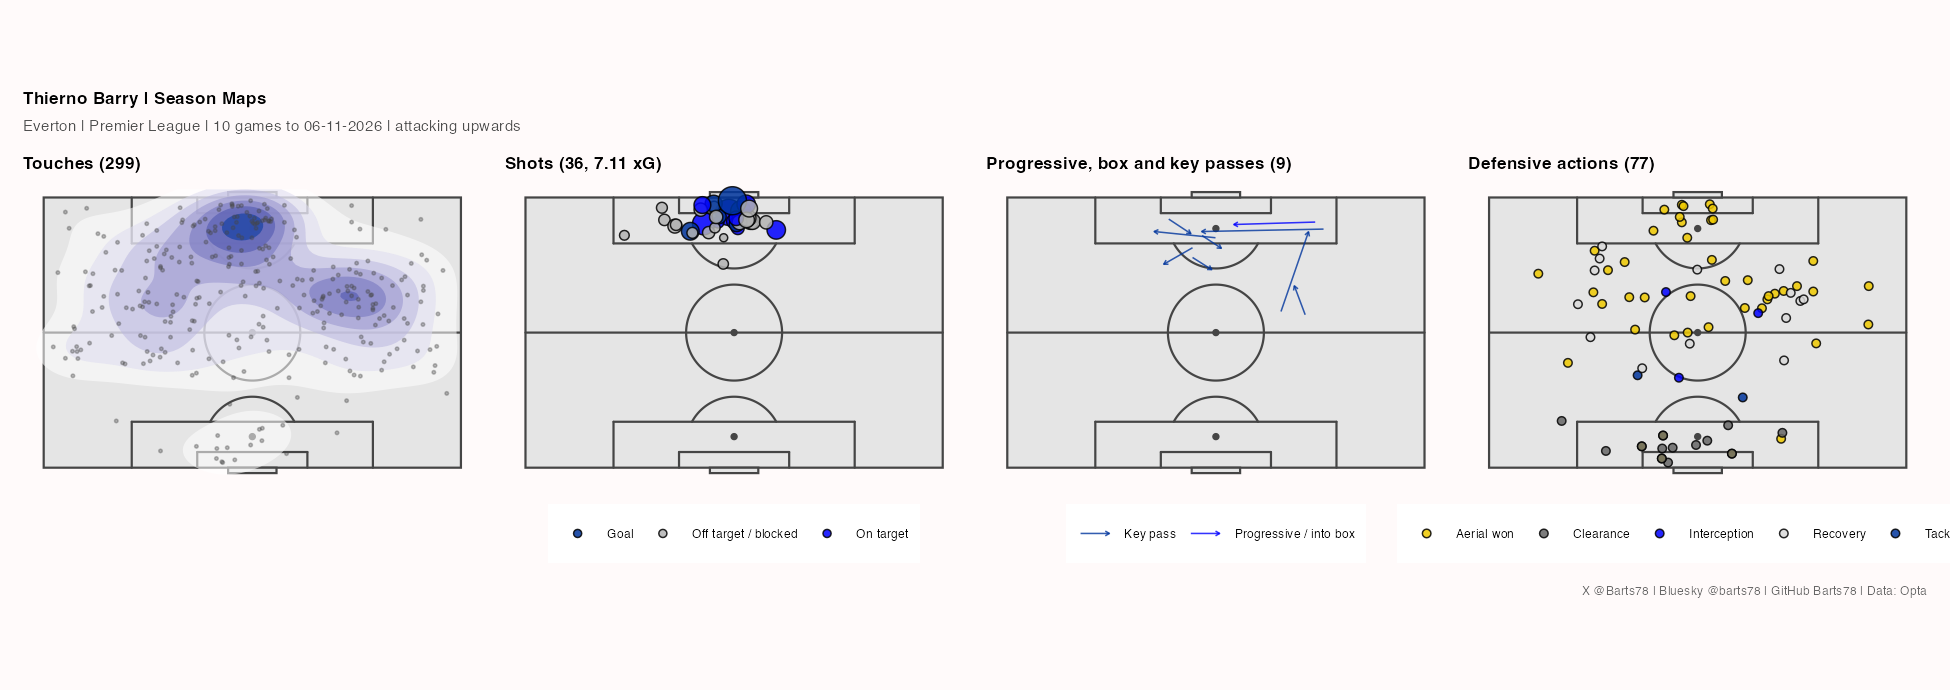 Thierno Barry | Season Maps
Everton | Premier League | 10 games to 06-11-2026 | attacking upwards
Touches (299)
Shots (36, 7.11 xG)
Progressive, box and key passes (9)
Defensive actions (77)
Goal
Off target / blocked
On target
Key pass
Progressive / into box
Aerial won
Clearance
Interception
Recovery
Tack
X @Barts78 | Bluesky @barts78 | GitHub Barts78 | Data: Opta